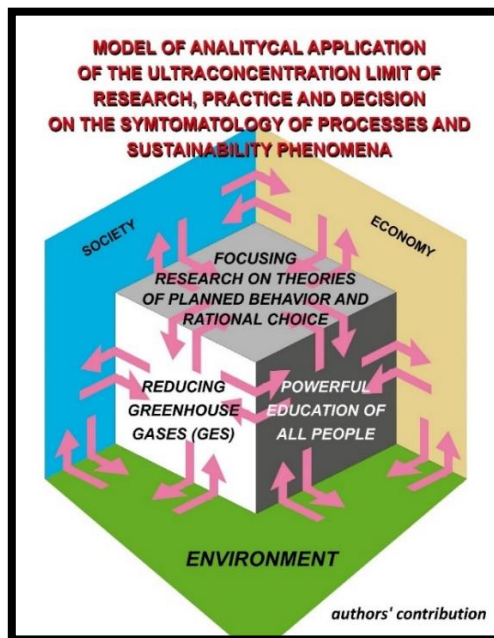 MODEL OF ANALITYCAL APPLICATION
OF THE ULTRACONCENTRATION LIMIT OF
RESEARCH, PRACTICE AND DECISION
ON THE SYMTOMATOLOGY OF PROCESSES AND
SUSTAINABILITY PHENOMENA
SOCIETY
ECONOMY
FOCUSING
RESEARCH ON THEORIES
OF PLANNED BEHAVIOR AND
RATIONAL CHOICE
REDUCING
GREENHOUSE
GASES (GES)
POWERFUL
EDUCATION OF
ALL PEOPLE
ENVIRONMENT
authors' contribution